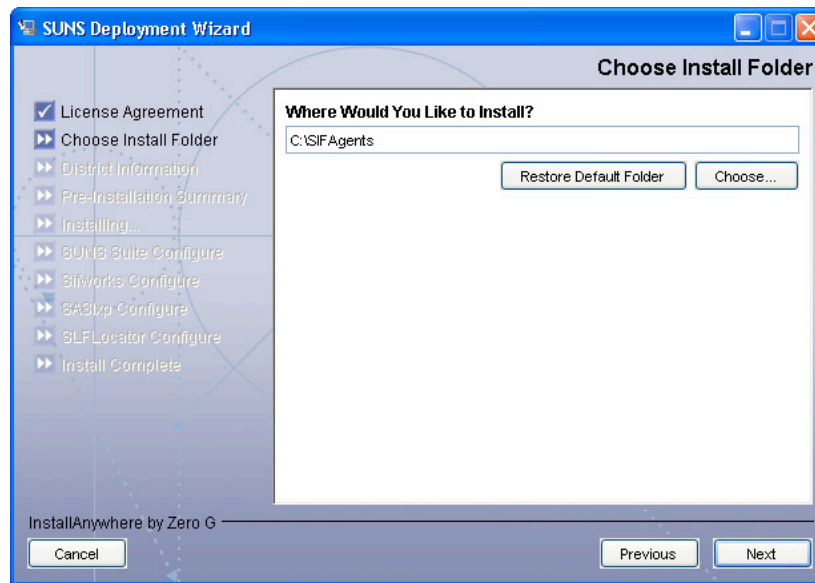 SUNS Deployment Wizard
Choose Install Folder
License Agreement
Choose Install Folder
District Information
Pre-Installation Summary
Installing...
SUNS Suite Configure
Sifworks Configure
SASIxp Configure
SLFLocator Configure
Install Complete
Where Would You Like to Install?
C:\SIFAgents
Restore Default Folder
Choose...
InstallAnywhere by Zero G
Cancel
Previous
Next